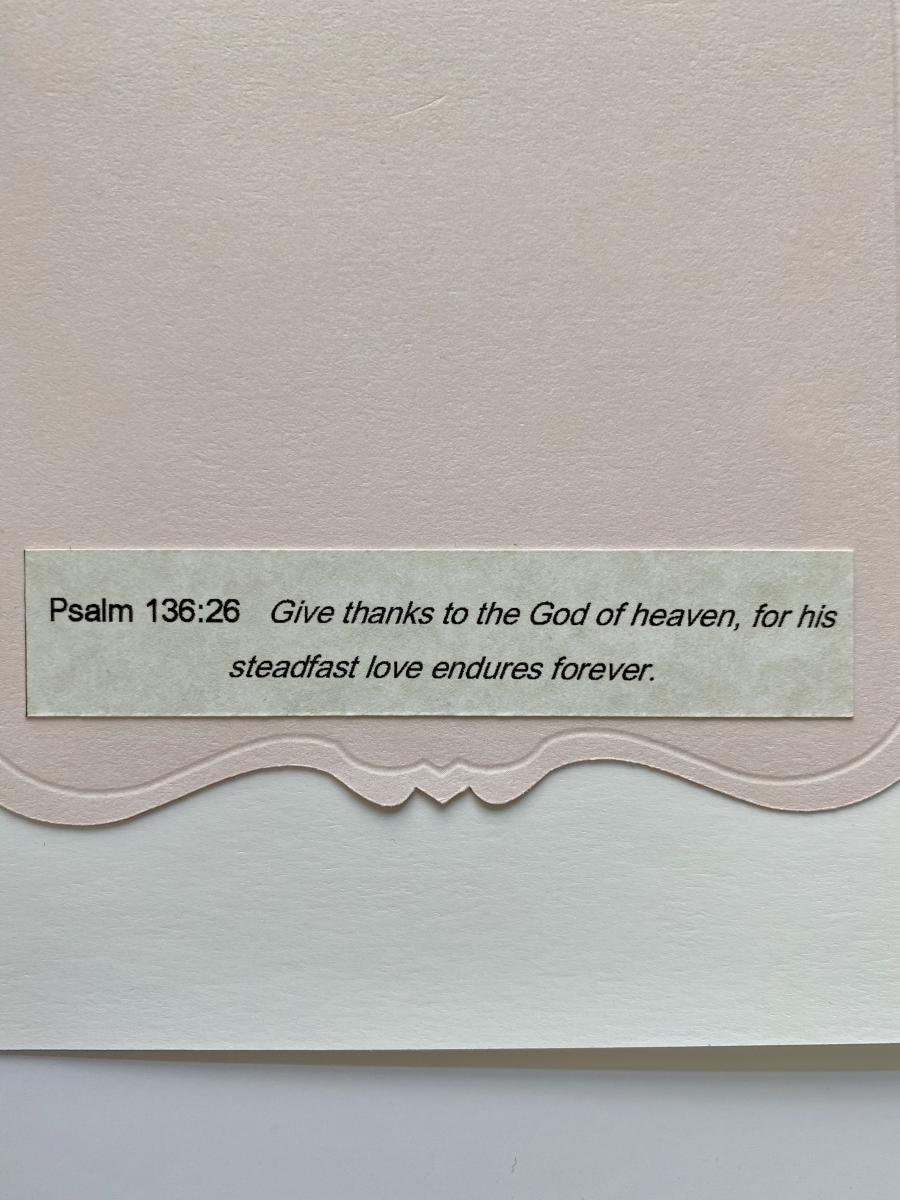 Psalm 136:26 Give thanks to the God of heaven, for his
steadfast love endures forever.